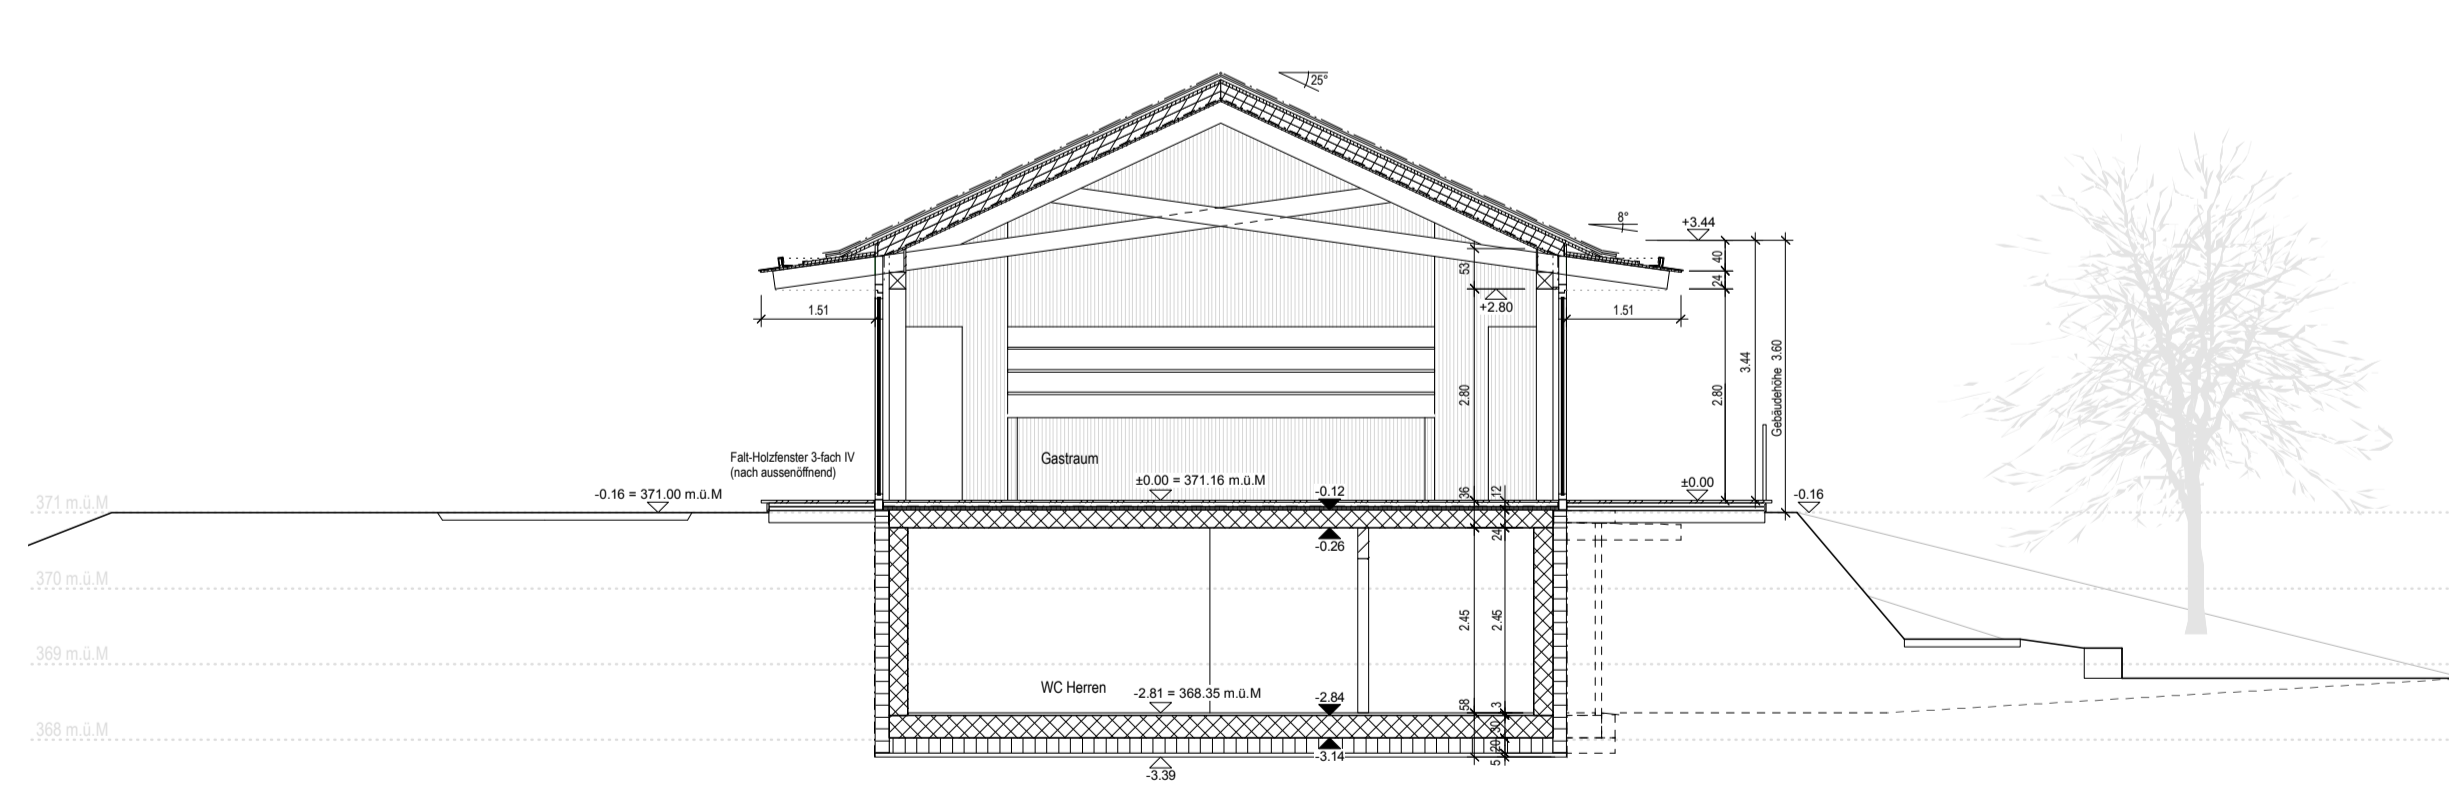 25°
8°
+3.44
40
53
24
+2.80
1.51
1.51
3.44
Gebäudehöhe 3.60
2.80
2.80
Falt-Holzfenster 3-fach IV
(nach aussenöffnend)
Gastraum
-0.16 = 371.00 m.ü.M
±0.00 = 371.16 m.ü.M
-0.12
36
12
±0.00
-0.16
371 m.ü.M
24
-0.26
370 m.ü.M
2.45
2.45
369 m.ü.M
WC Herren
-2.81 = 368.35 m.ü.M
-2.84
58
3
368 m.ü.M
30
20
-3.14
5
-3.39